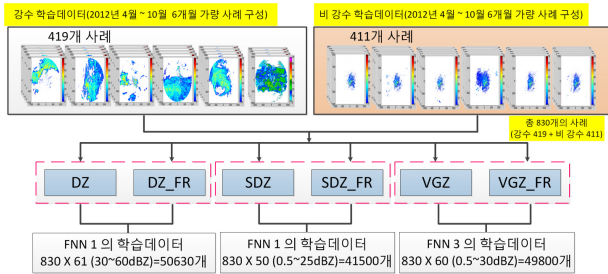 강수 학습데이터(2012년 4월 ~ 10월 6개월 가량 사례 구성)
비 강수 학습데이터(2012년 4월 ~ 10월 6개월 가량 사례 구성)
419개 사례
411개 사례
총 830개의 사례
(강수 419 + 비 강수 411)
DZ
DZ_FR
SDZ
SDZ_FR
VGZ
VGZ_FR
FNN 1 의 학습데이터
830 X 61 (30~60dBZ)=50630개
FNN 1 의 학습데이터
830 X 50 (0.5~25dBZ)=41500개
FNN 3 의 학습데이터
830 X 60 (0.5~30dBZ)=49800개